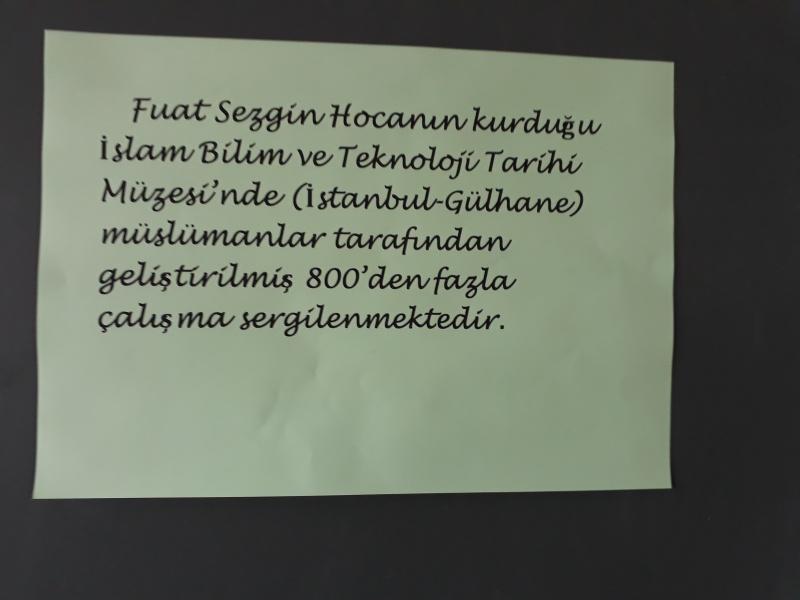 Fuat Sezgin Hocanın kurduğu
İslam Bilim ve Teknoloji Tarihi
Müzesi'nde (İstanbul-Gülhane)
müslümanlar tarafından
geliştirilmiş 800'den fazla
çalışma sergilenmektedir.